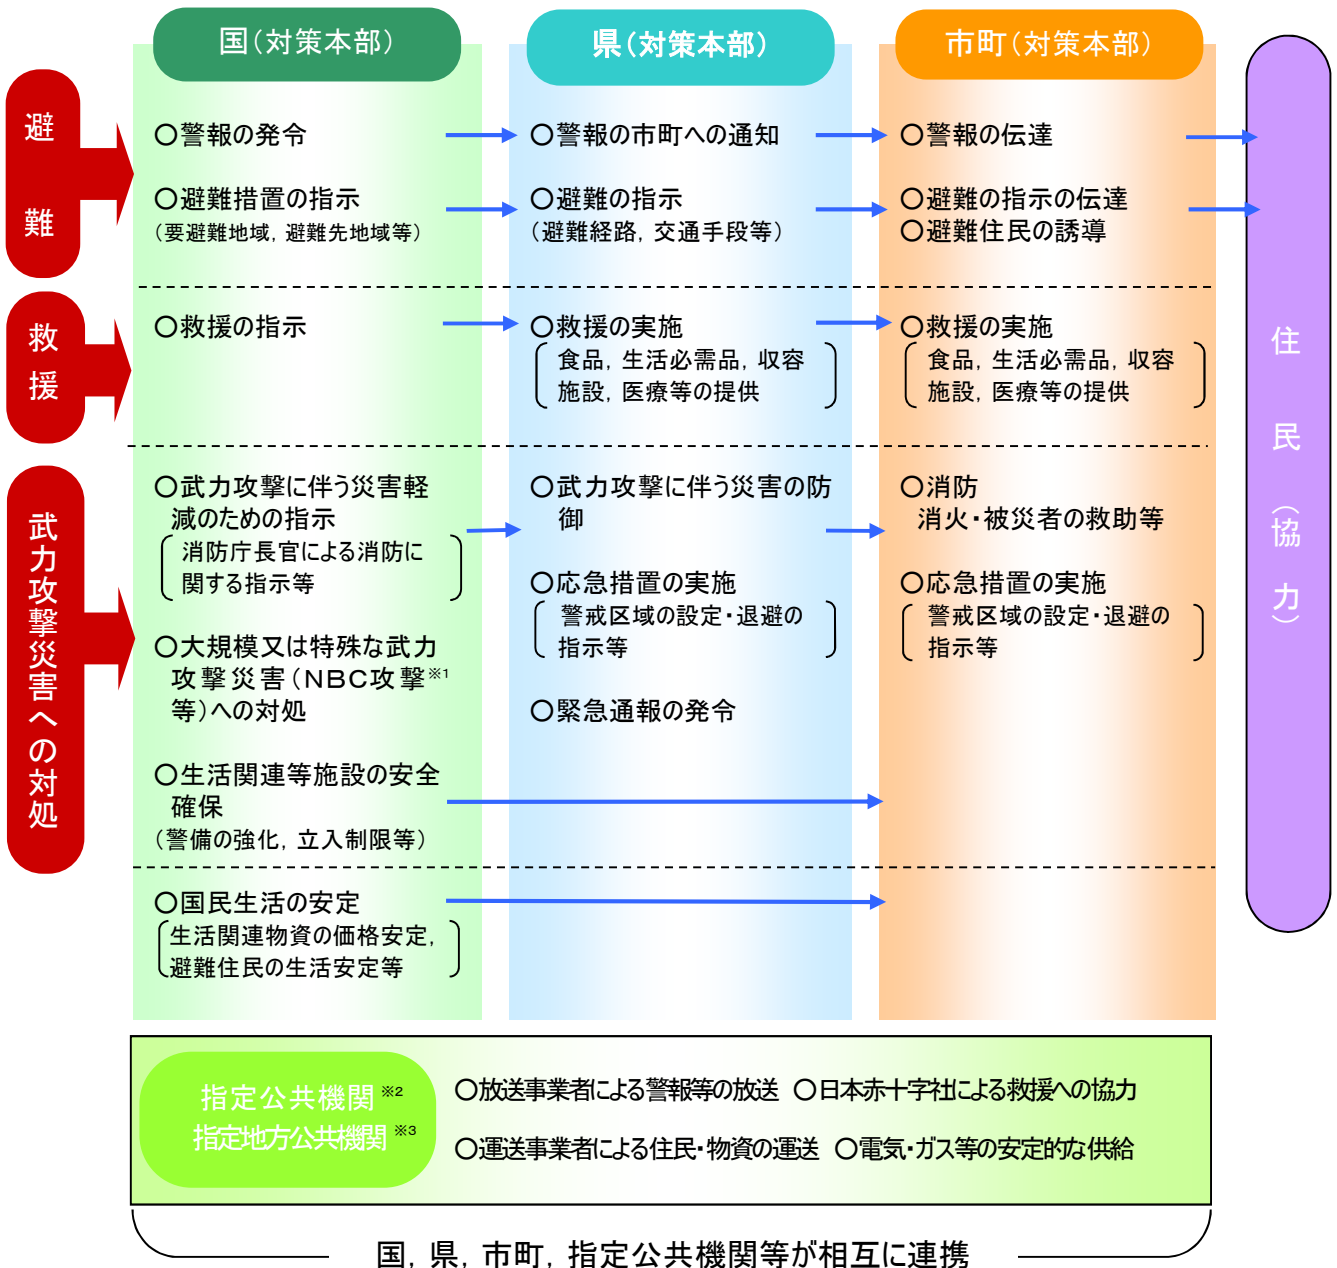 国(対策本部)
県(対策本部)
市町(対策本部)
避難
○警報の発令
○警報の市町への通知
○警報の伝達
○避難措置の指示
(要避難地域, 避難先地域等)
○避難の指示
(避難経路, 交通手段等)
○避難の指示の伝達
○避難住民の誘導
救援
○救援の指示
○救援の実施
食品, 生活必需品, 収容
施設, 医療等の提供
○救援の実施
食品, 生活必需品, 収容
施設, 医療等の提供
武力攻撃災害への対処
○武力攻撃に伴う災害軽
減のための指示
消防庁長官による消防に
関する指示等
○大規模又は特殊な武力
攻撃災害(NBC攻撃※1
等)への対処
○生活関連等施設の安全
確保
(警備の強化, 立入制限等)
○武力攻撃に伴う災害の防
御
○応急措置の実施
警戒区域の設定・退避の
指示等
○緊急通報の発令
○消防
消火・被災者の救助等
○応急措置の実施
警戒区域の設定・退避の
指示等
○国民生活の安定
生活関連物資の価格安定,
避難住民の生活安定等
住民(協力)
指定公共機関※2
指定地方公共機関※3
○放送事業者による警報等の放送 ○日本赤十字社による救援への協力
○運送事業者による住民・物資の運送 ○電気・ガス等の安定的な供給
国, 県, 市町, 指定公共機関等が相互に連携